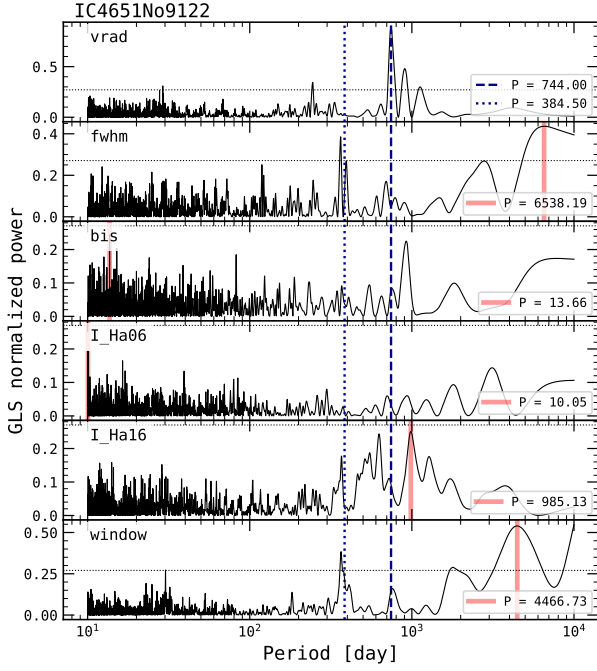 IC4651No9122
vrad
0.5
0.0
P = 744.00
P = 384.50
fwhm
0.4
0.2
0.0
P = 6538.19
bis
0.2
0.1
0.0
P = 13.66
I_Ha06
0.2
0.1
0.0
P = 10.05
I_Ha16
0.2
0.1
0.0
P = 985.13
window
0.50
0.25
0.00
P = 4466.73
10¹ 10² 10³ 10⁴
Period [day]
GLS normalized power